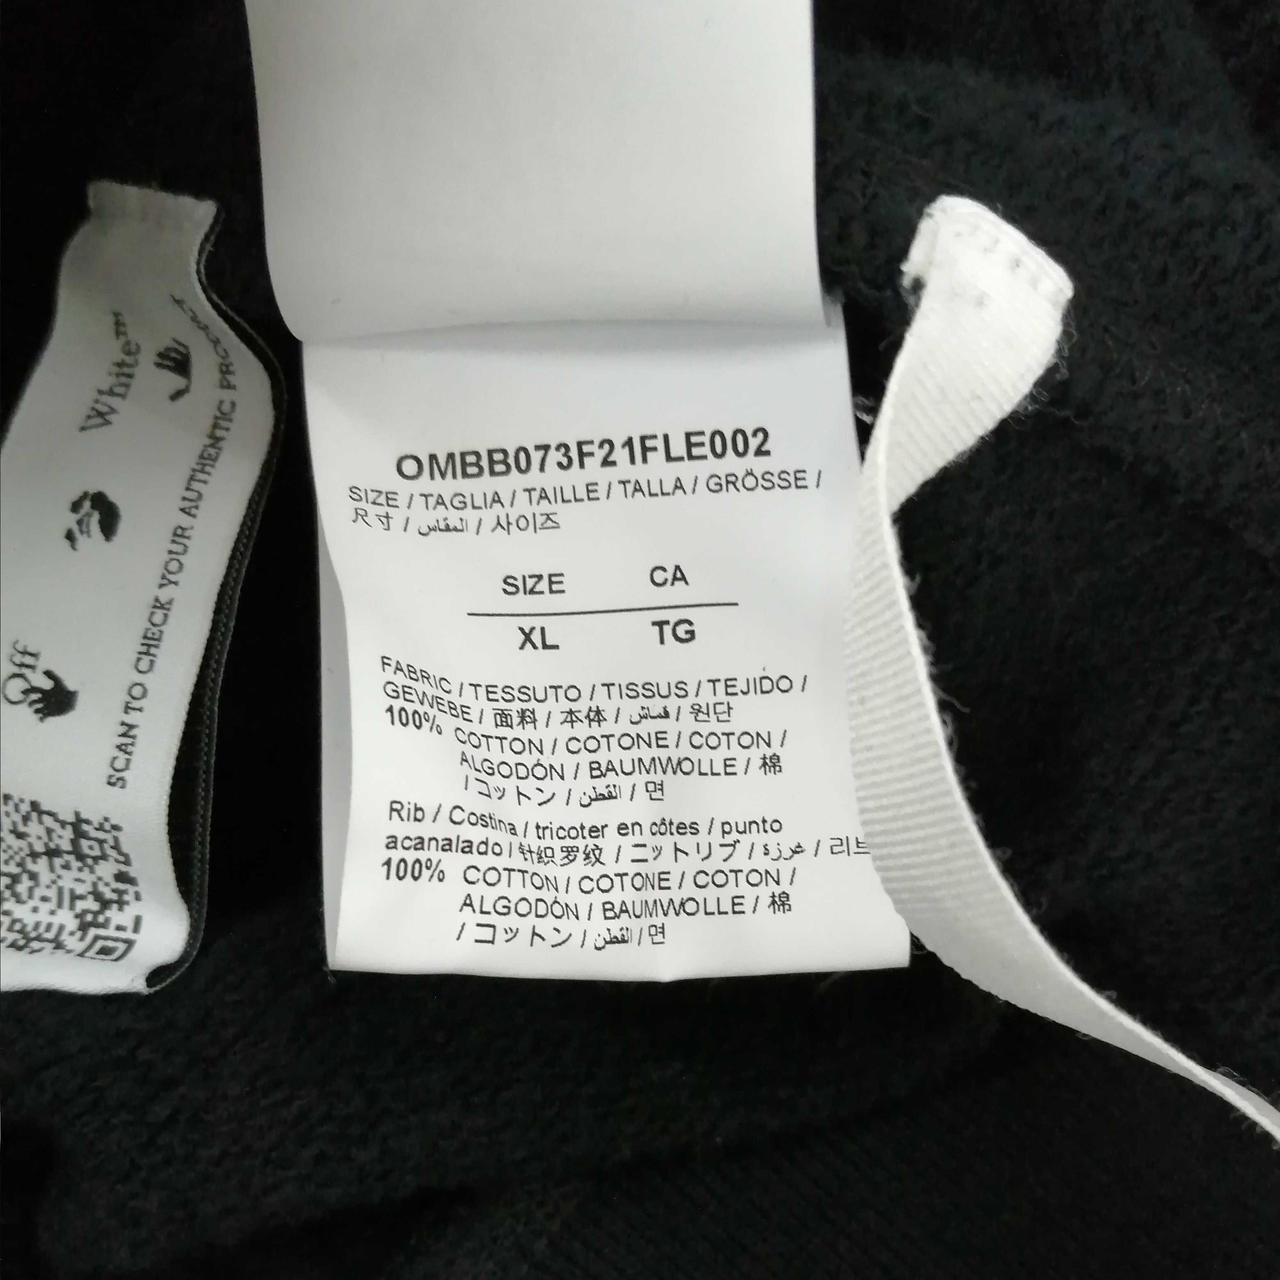 Off
White™
SCAN TO CHECK YOUR AUTHENTIC
OMBB073F21FLE002
SIZE / TAGLIA / TAILLE / TALLA / GRÖSSE /
尺寸 / المقاس / 사이즈
SIZE CA
XL TG
FABRIC / TESSUTO / TISSUS / TEJIDO /
GEWEBE / 面料 / 本体 / قماش / 원단
100% COTTON / COTONE / COTON /
ALGODÓN / BAUMWOLLE / 棉
/ コットン / القطن / 면
Rib / Costina / tricoter en côtes / punto
acanalado / 针织罗纹 / ニットリブ / غرزة / 리브
100% COTTON / COTONE / COTON /
ALGODÓN / BAUMWOLLE / 棉
/ コットン / القطن / 면